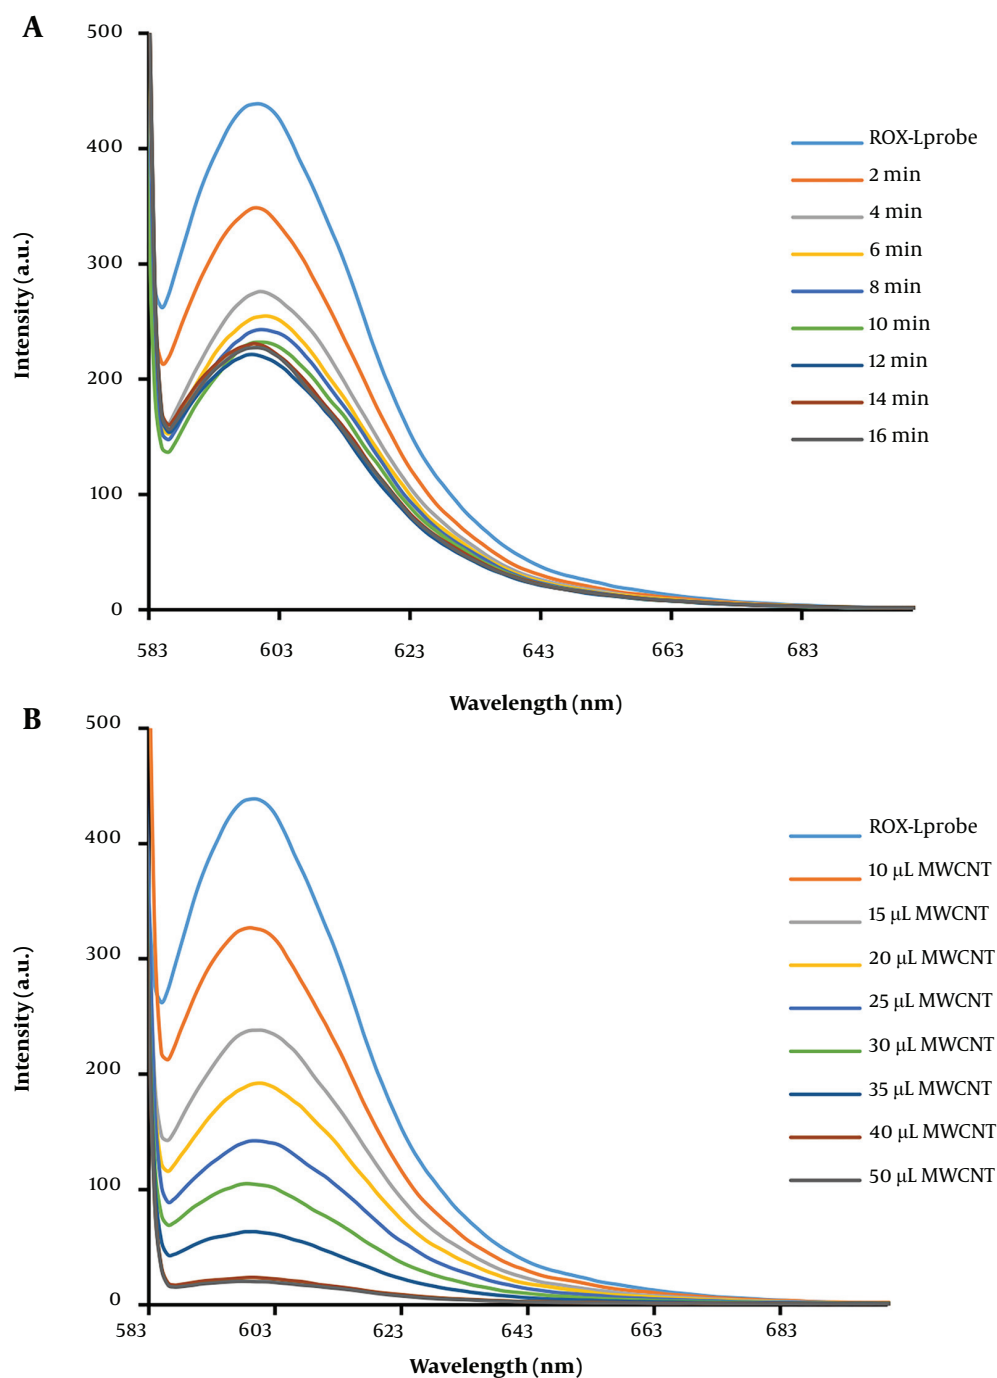 A
500
400
300
200
100
0
Intensity (a.u.)
583 603 623 643 663 683
Wavelength (nm)
ROX-Lprobe
2 min
4 min
6 min
8 min
10 min
12 min
14 min
16 min
B
500
400
300
200
100
0
Intensity (a.u.)
583 603 623 643 663 683
Wavelength (nm)
ROX-Lprobe
10 µL MWCNT
15 µL MWCNT
20 µL MWCNT
25 µL MWCNT
30 µL MWCNT
35 µL MWCNT
40 µL MWCNT
50 µL MWCNT